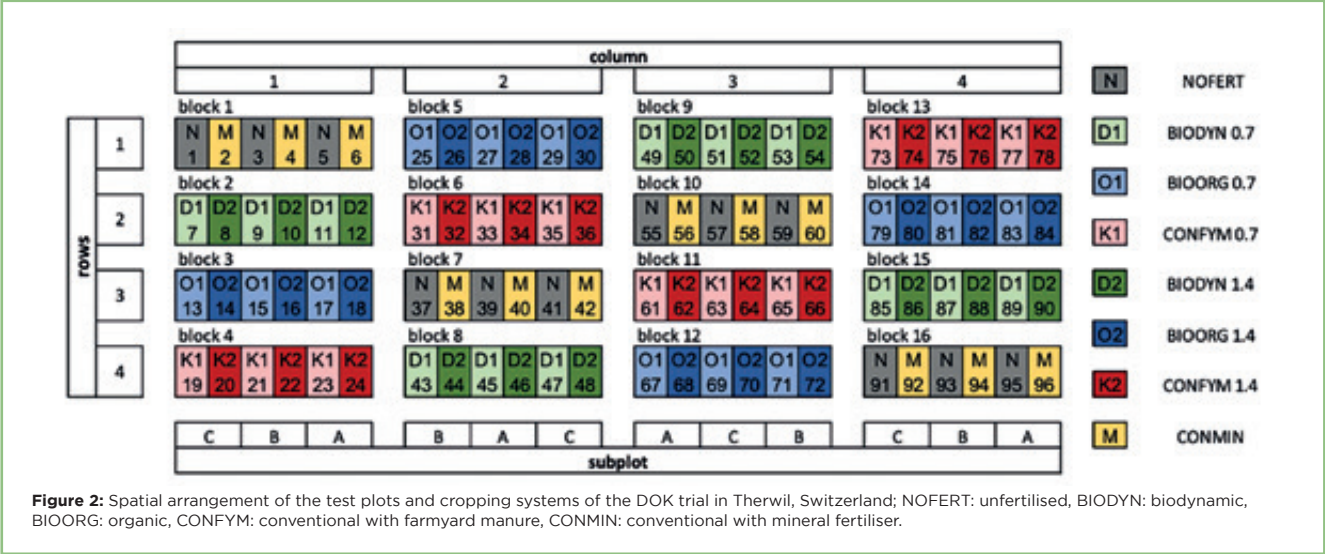 column
1 2 3 4
block 1 block 5 block 9 block 13
1 N M N M N M O1 O2 O1 O2 O1 O2 D1 D2 D1 D2 D1 D2 K1 K2 K1 K2 K1 K2
1 2 3 4 5 6 25 26 27 28 29 30 49 50 51 52 53 54 73 74 75 76 77 78
block 2 block 6 block 10 block 14
2 D1 D2 D1 D2 D1 D2 K1 K2 K1 K2 K1 K2 N M N M N M O1 O2 O1 O2 O1 O2
7 8 9 10 11 12 31 32 33 34 35 36 55 56 57 58 59 60 79 80 81 82 83 84
rows
block 3 block 7 block 11 block 15
3 O1 O2 O1 O2 O1 O2 N M N M N M K1 K2 K1 K2 K1 K2 D1 D2 D1 D2 D1 D2
13 14 15 16 17 18 37 38 39 40 41 42 61 62 63 64 65 66 85 86 87 88 89 90
block 4 block 8 block 12 block 16
4 K1 K2 K1 K2 K1 K2 D1 D2 D1 D2 D1 D2 O1 O2 O1 O2 O1 O2 N M N M N M
19 20 21 22 23 24 43 44 45 46 47 48 67 68 69 70 71 72 91 92 93 94 95 96
C B A B A C A C B C B A
subplot
N NOFERT
D1 BIODYN 0.7
O1 BIOORG 0.7
K1 CONFYM 0.7
D2 BIODYN 1.4
O2 BIOORG 1.4
K2 CONFYM 1.4
M CONMIN
Figure 2: Spatial arrangement of the test plots and cropping systems of the DOK trial in Therwil, Switzerland; NOFERT: unfertilised, BIODYN: biodynamic,
BIOORG: organic, CONFYM: conventional with farmyard manure, CONMIN: conventional with mineral fertiliser.